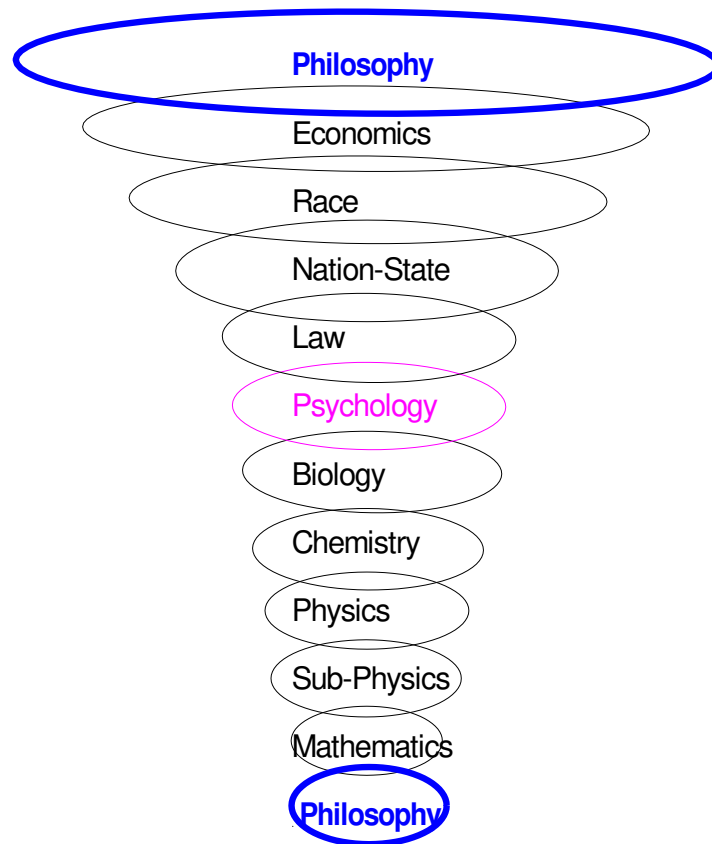 Philosophy
Economics
Race
Nation-State
Law
Psychology
Biology
Chemistry
Physics
Sub-Physics
Mathematics
Philosophy